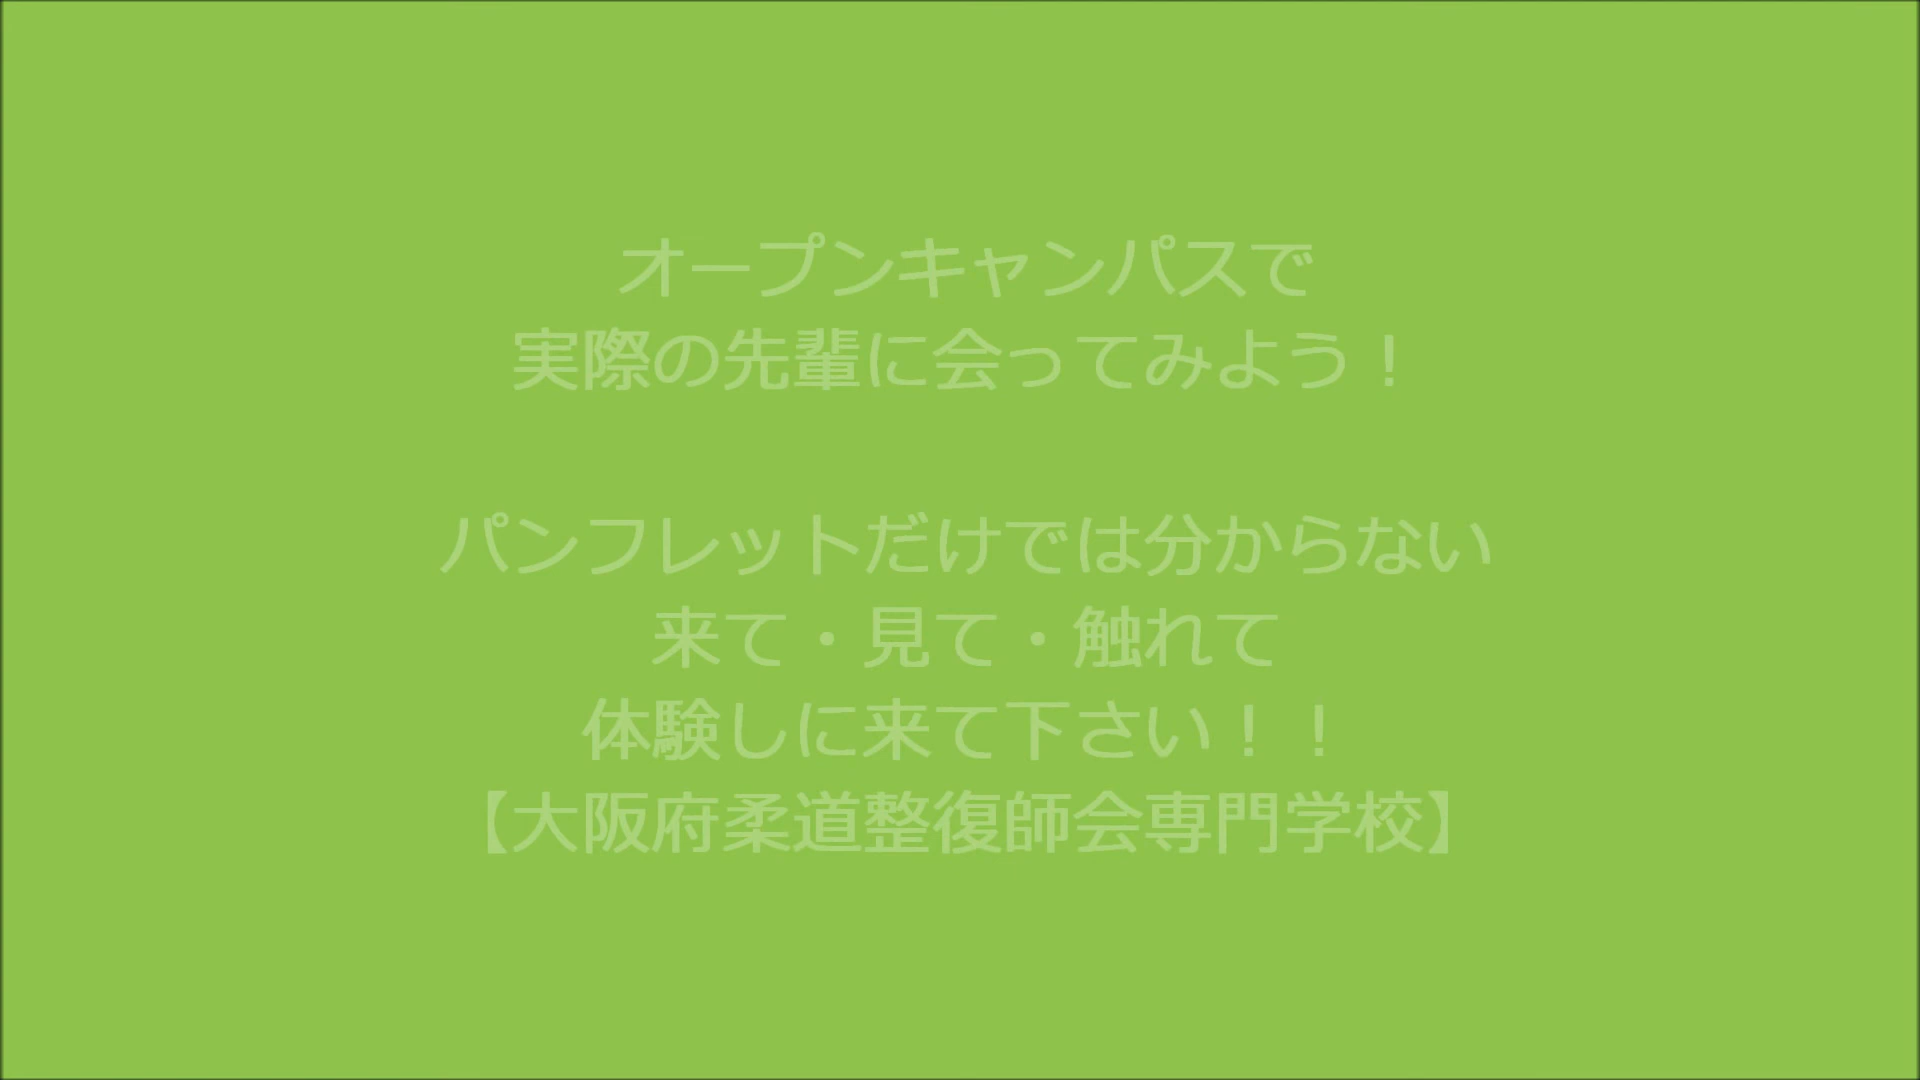 オープンキャンパスで
実際の先輩に会ってみよう！
パンフレットだけでは分からない
来て・見て・触れて
体験しに来て下さい！！
【大阪府柔道整復師会専門学校】